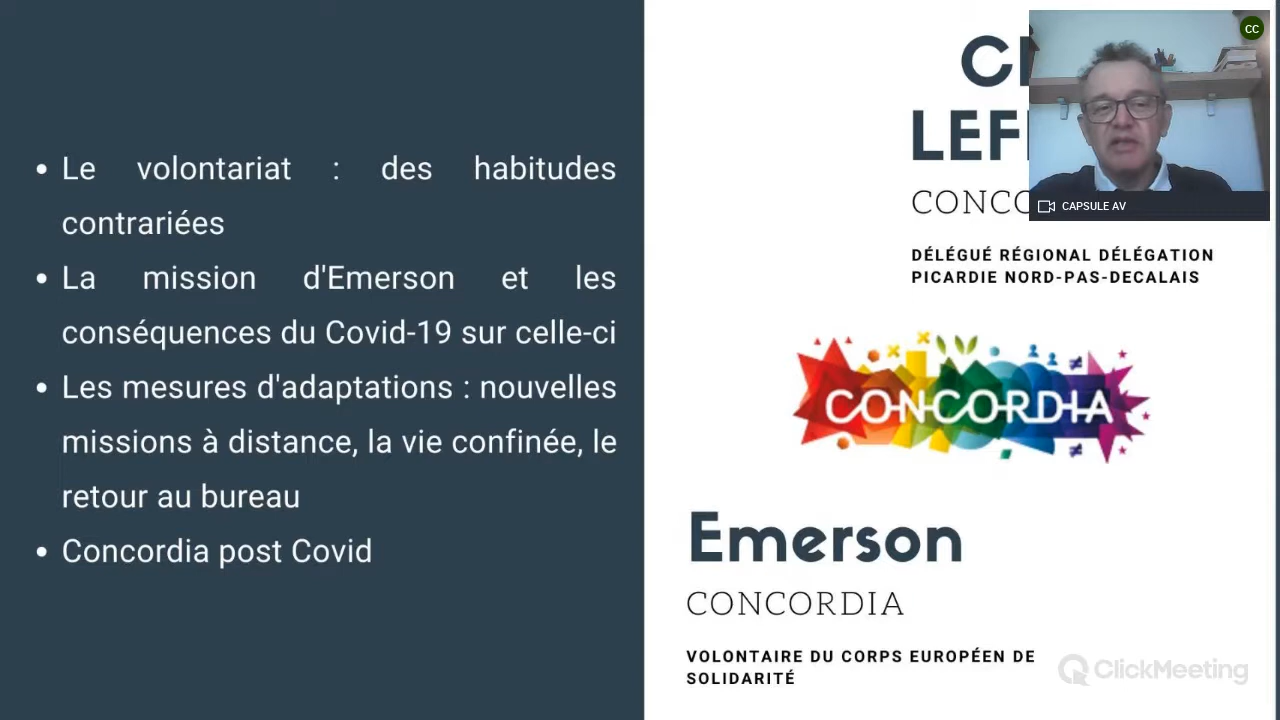 Le volontariat : des habitudes
contrariées
La mission d'Emerson et les
conséquences du Covid-19 sur celle-ci
Les mesures d'adaptations : nouvelles
missions à distance, la vie confinée, le
retour au bureau
Concordia post Covid
DÉLÉGUÉ RÉGIONAL DÉLÉGATION
PICARDIE NORD-PAS-DECALAIS
CONCORDIA
Emerson
CONCORDIA
VOLONTAIRE DU CORPS EUROPÉEN DE
SOLIDARITÉ
CC
CAPSULE AV
ClickMeeting